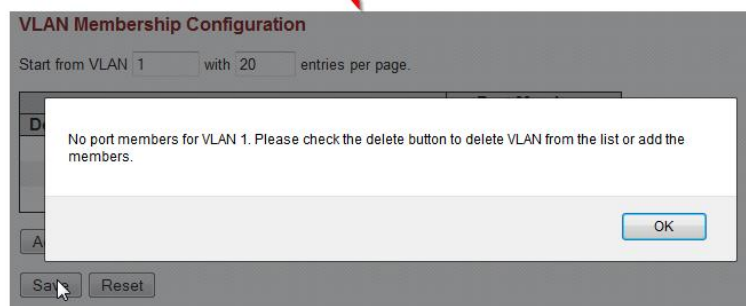 VLAN Membership Configuration
Start from VLAN 1 with 20 entries per page.
No port members for VLAN 1. Please check the delete button to delete VLAN from the list or add the
members.
OK
Save Reset